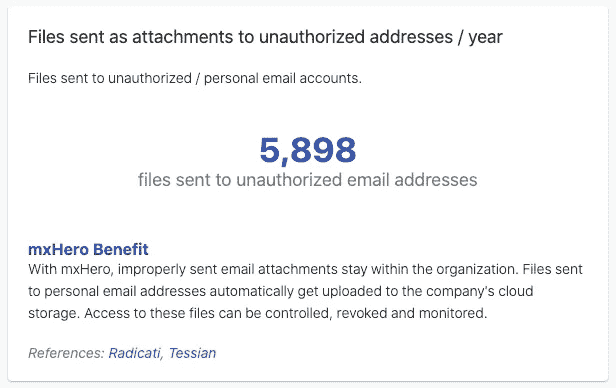 Files sent as attachments to unauthorized addresses / year
Files sent to unauthorized / personal email accounts.
5,898
files sent to unauthorized email addresses
mxHero Benefit
With mxHero, improperly sent email attachments stay within the organization. Files sent
to personal email addresses automatically get uploaded to the company's cloud
storage. Access to these files can be controlled, revoked and monitored.
References: Radicati, Tessian